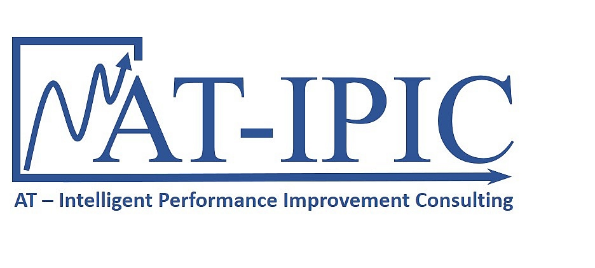 AT-IPIC
AT – Intelligent Performance Improvement Consulting